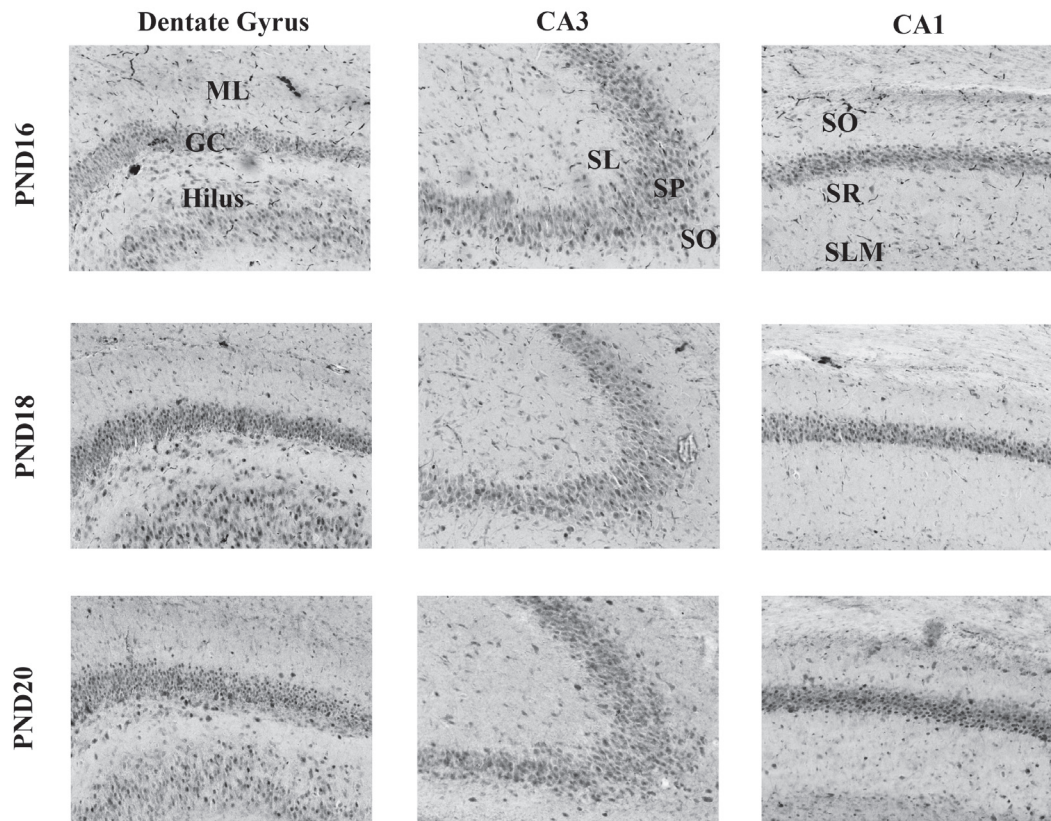 Dentate Gyrus
CA3
CA1
PND16
ML
GC
Hilus
SL
SP
SO
SO
SR
SLM
PND18
PND20